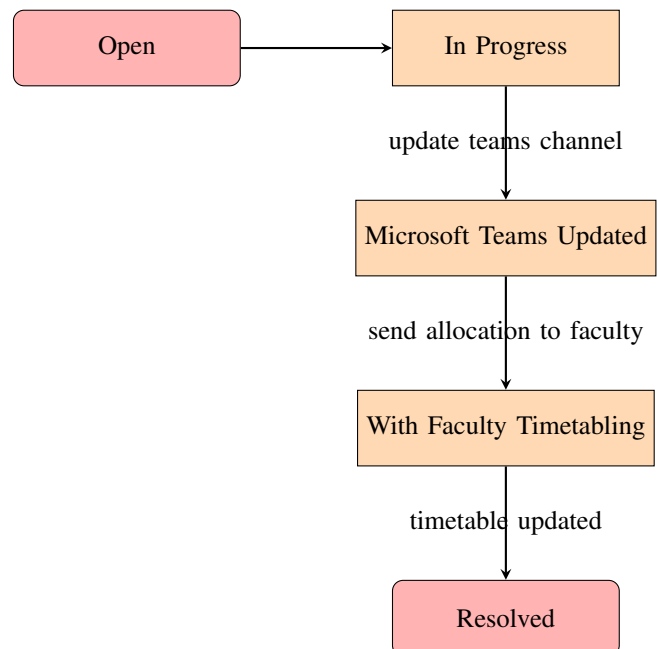 Open
In Progress
update teams channel
Microsoft Teams Updated
send allocation to faculty
With Faculty Timetabling
timetable updated
Resolved